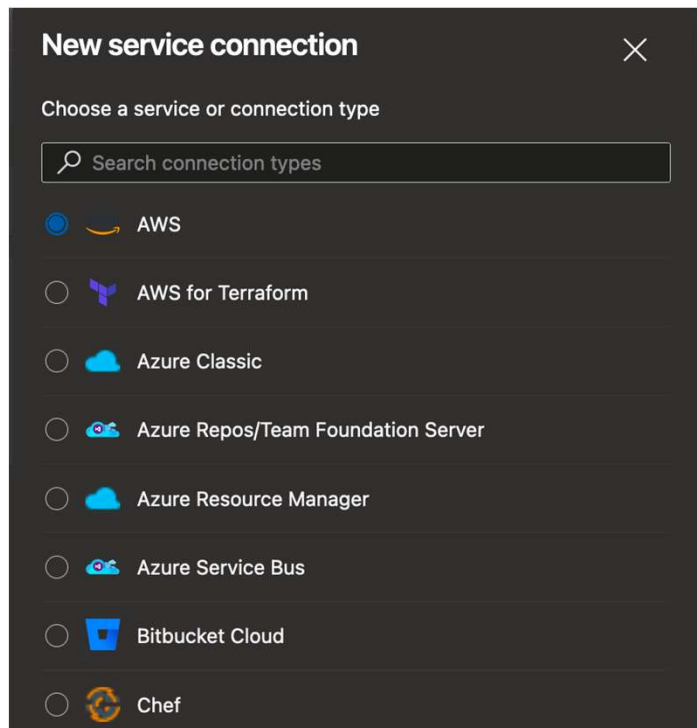 New service connection
Choose a service or connection type
Search connection types
AWS
AWS for Terraform
Azure Classic
Azure Repos/Team Foundation Server
Azure Resource Manager
Azure Service Bus
Bitbucket Cloud
Chef